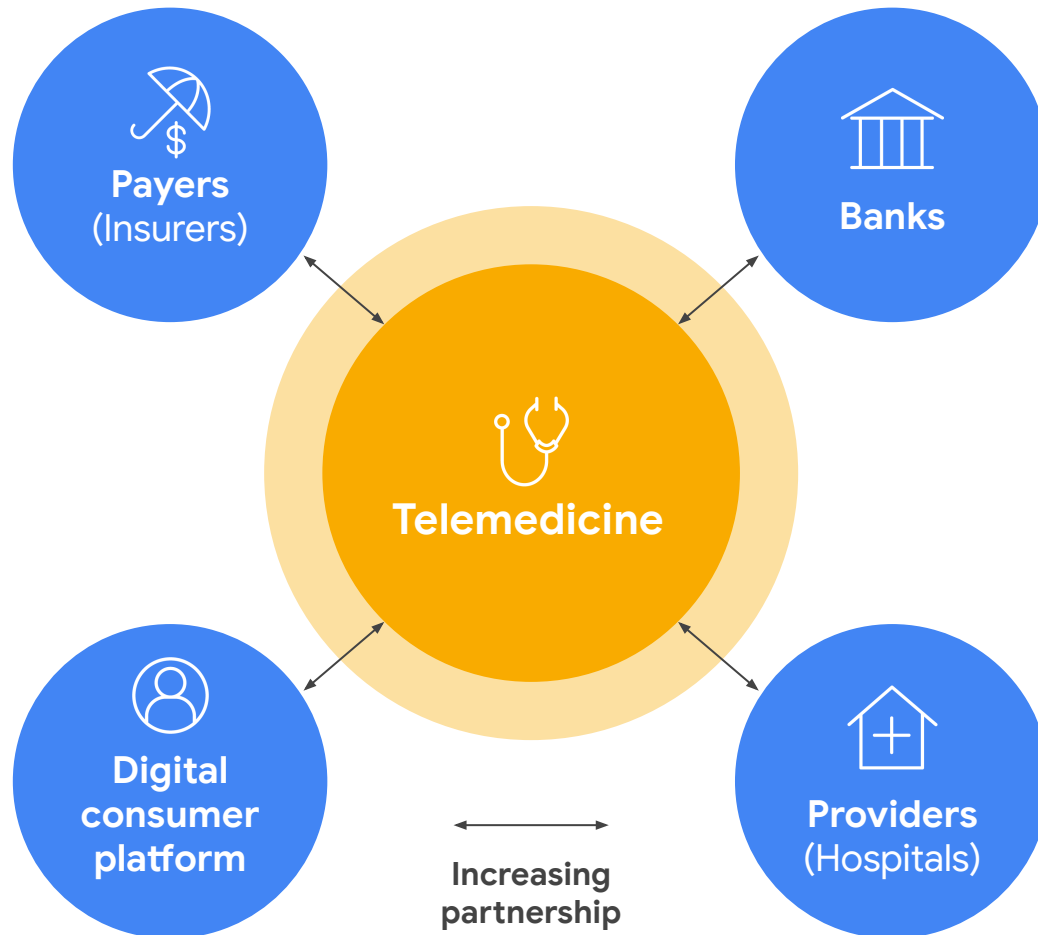 $
Payers
(Insurers)
Banks
Telemedicine
Digital
consumer
platform
Providers
(Hospitals)
Increasing
partnership